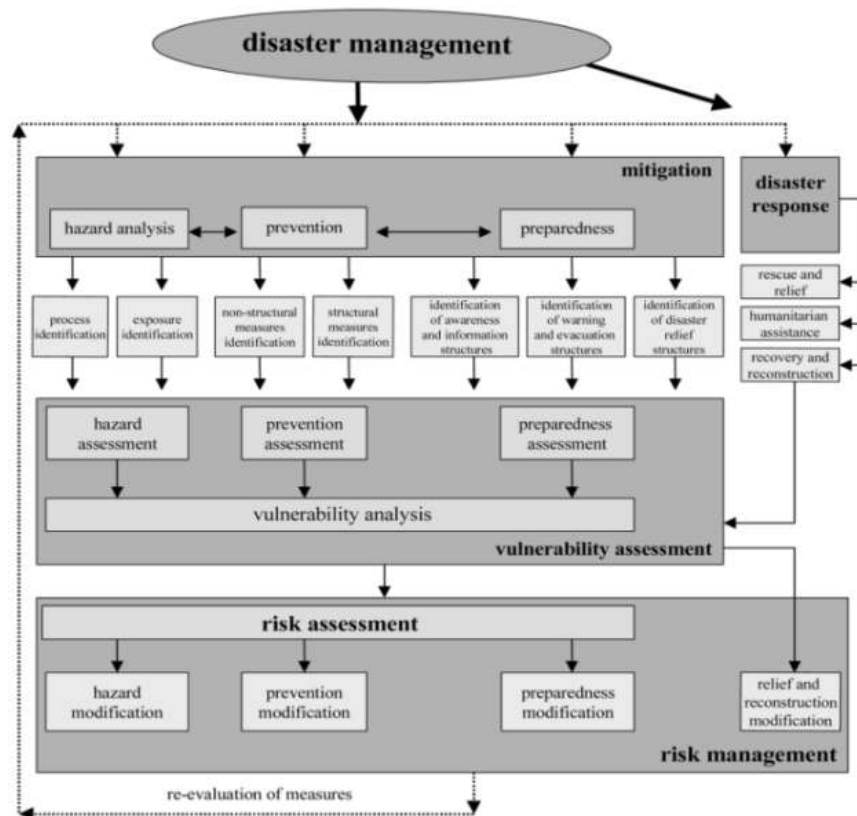 disaster management
mitigation
hazard analysis
prevention
preparedness
disaster
response
process
identification
exposure
identification
non-structural
measures
identification
structural
measures
identification
identification
of awareness
and information
structures
identification
of warning
and evacuation
structures
identification
of disaster
relief
structures
rescue and
relief
humanitarian
assistance
recovery and
reconstruction
hazard
assessment
prevention
assessment
preparedness
assessment
vulnerability analysis
vulnerability assessment
risk assessment
hazard
modification
prevention
modification
preparedness
modification
relief and
reconstruction
modification
risk management
re-evaluation of measures